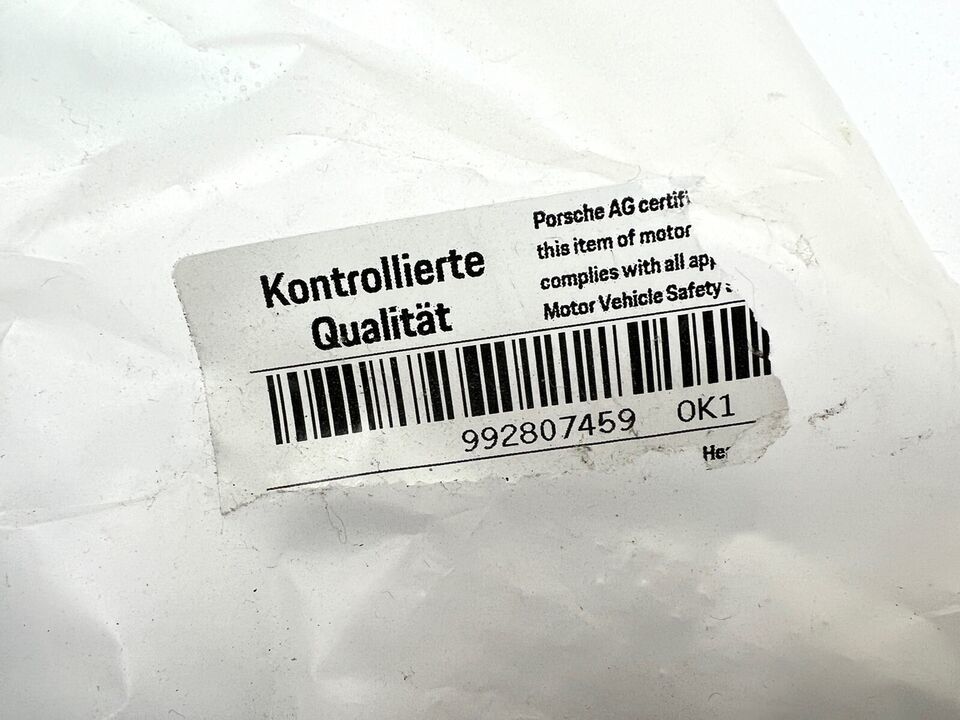 Kontrollierte
Qualität
Porsche AG certifi
this item of motor
complies with all app
Motor Vehicle Safety
992807459 OK1